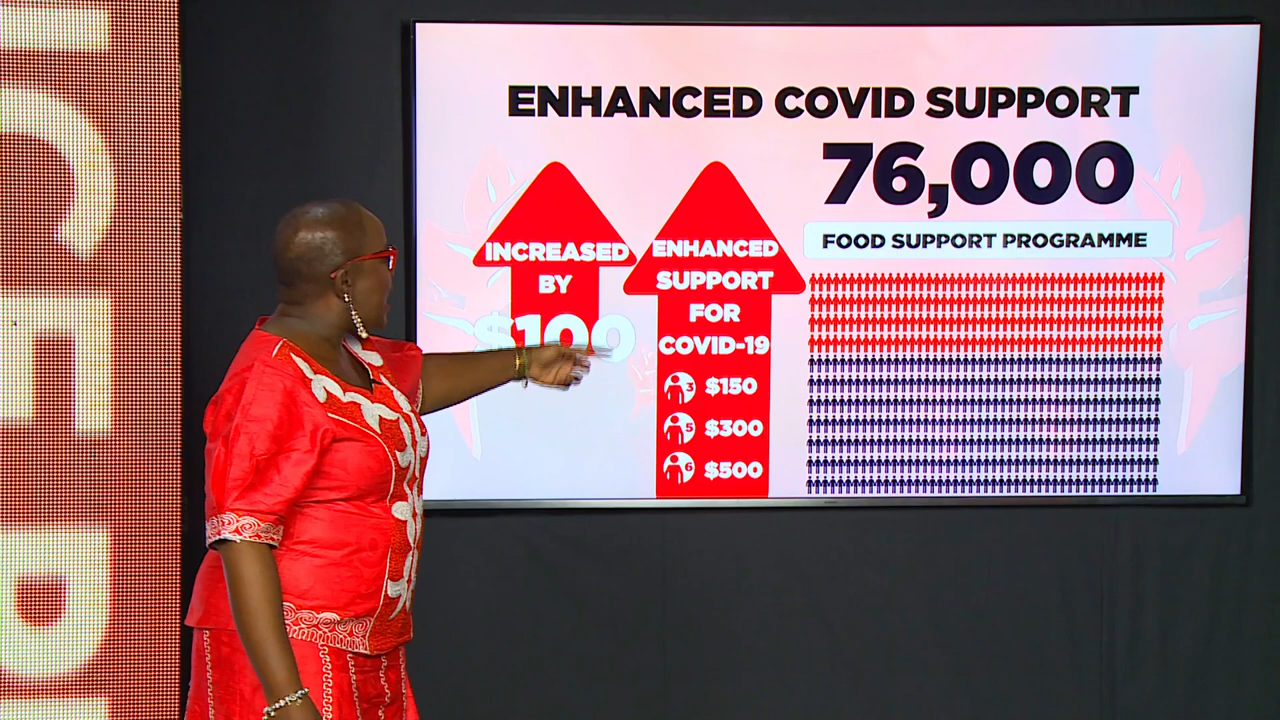 ENHANCED COVID SUPPORT
INCREASED
BY
$100
ENHANCED
SUPPORT
FOR
COVID-19
3 $150
5 $300
6 $500
76,000
FOOD SUPPORT PROGRAMME